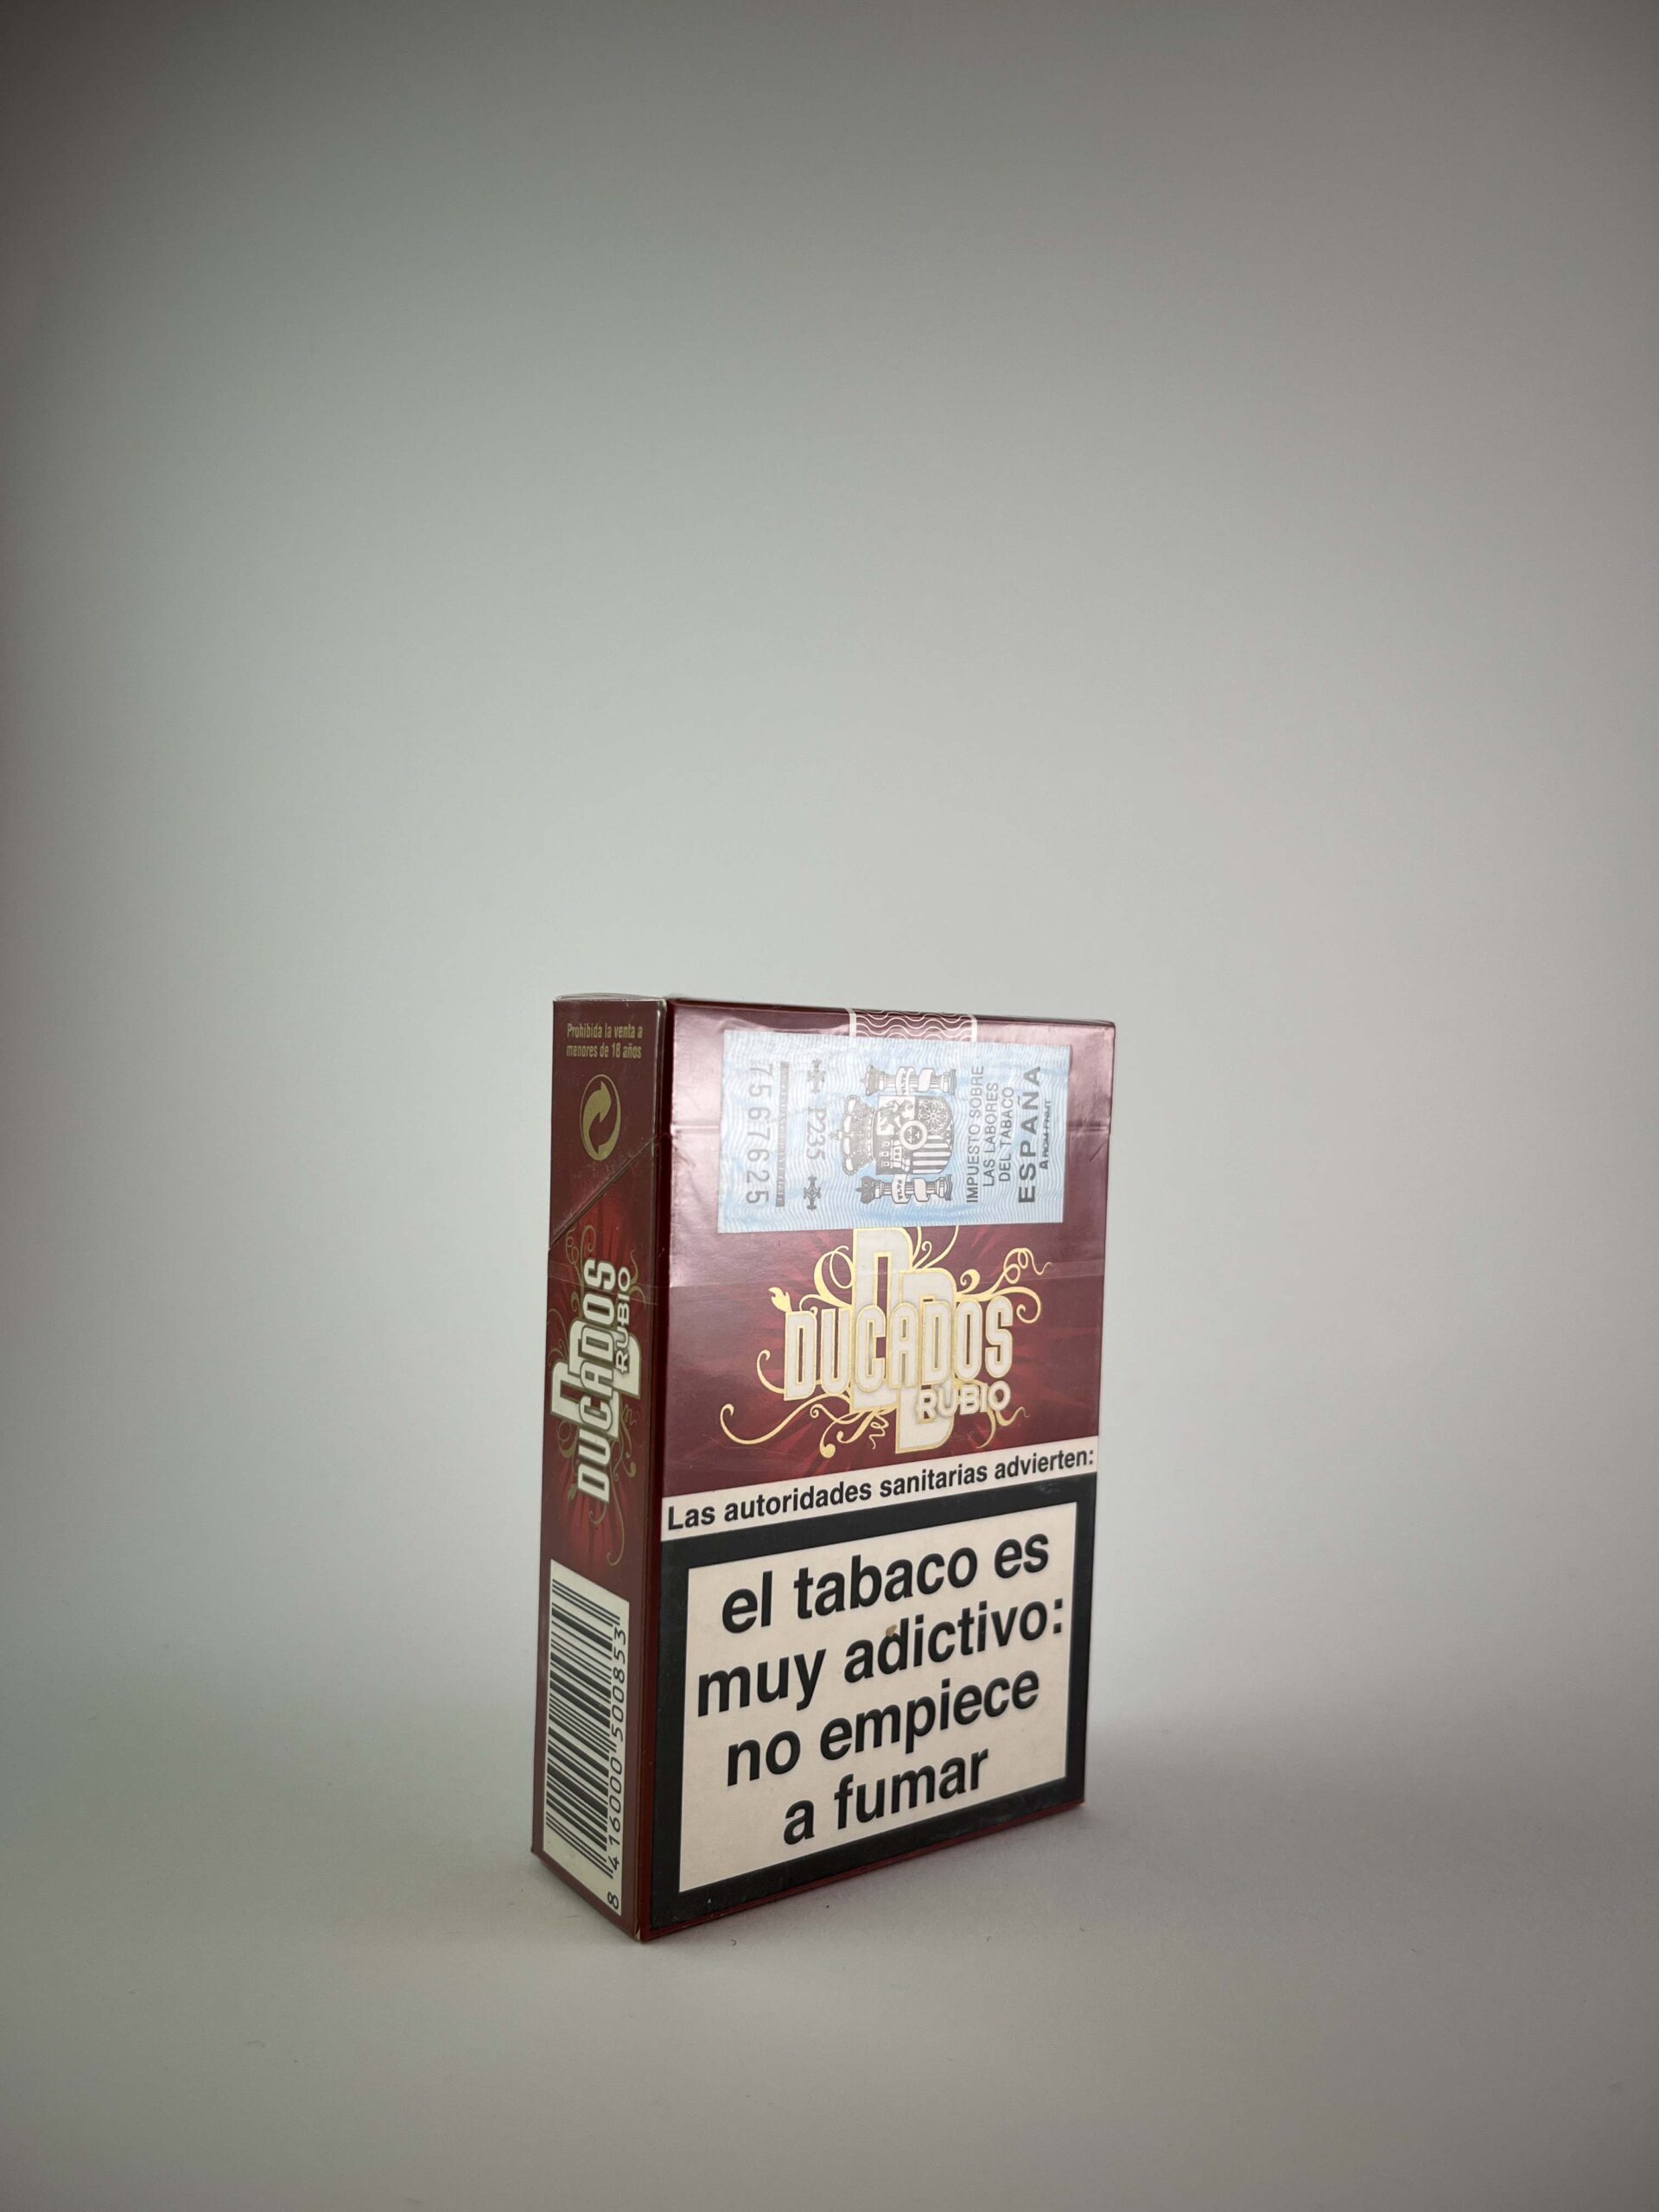 Prohibida la venta a
menores de 18 años
DUCADOS
RUBIO
8 416000 500853
7567625
P235
IMPUESTO SOBRE
LAS LABORES
DEL TABACO
ESPAÑA
DUCADOS
RUBIO
Las autoridades sanitarias advierten:
el tabaco es
muy adictivo:
no empiece
a fumar